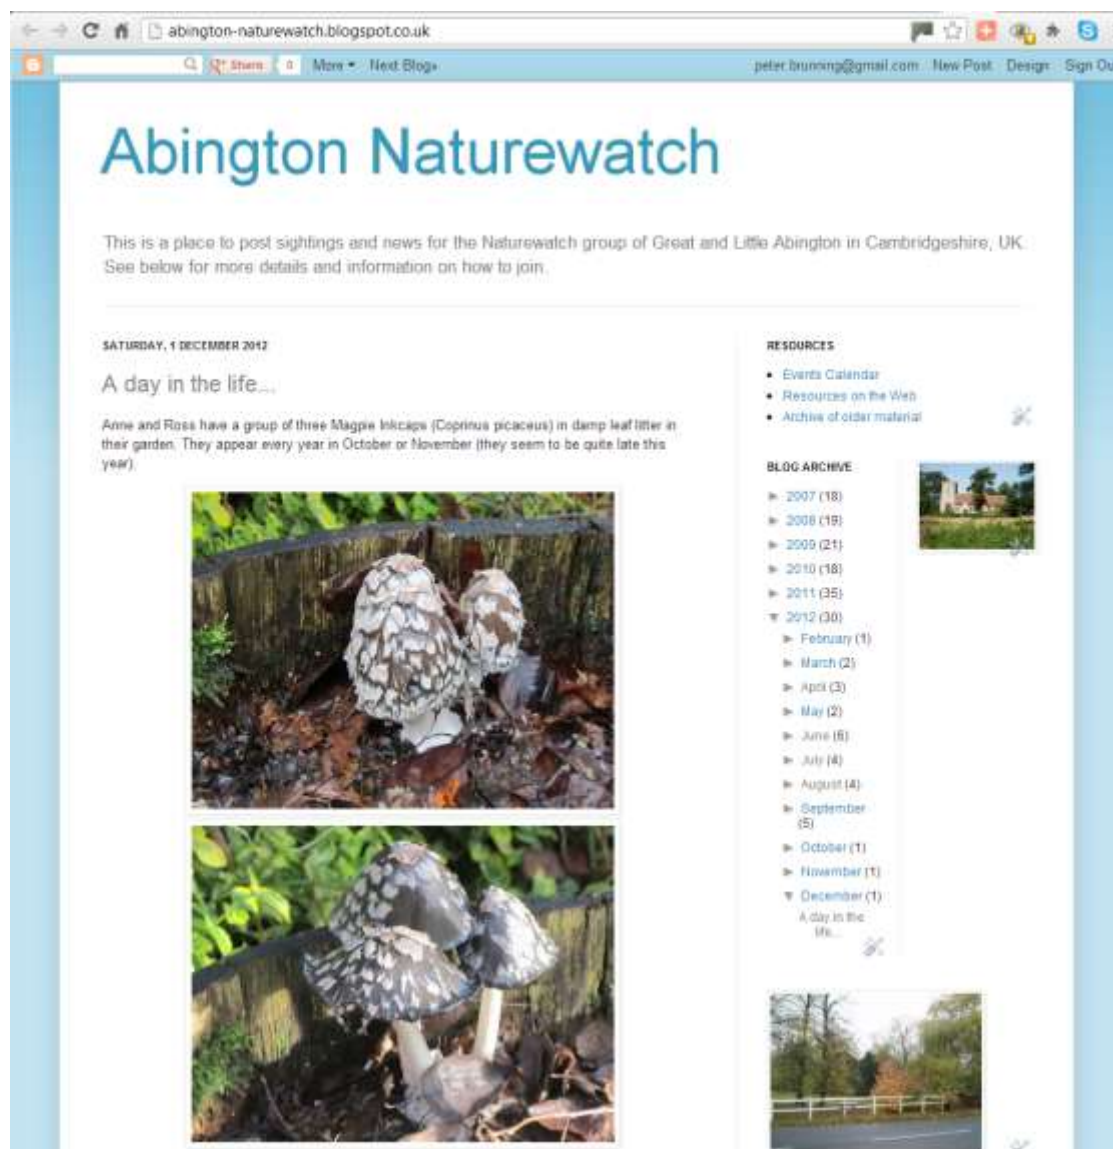 abington-naturewatch.blogspot.co.uk
Share 0 More Next Blog»
peter.brunning@gmail.com New Post Design Sign Ou
Abington Naturewatch
This is a place to post sightings and news for the Naturewatch group of Great and Little Abington in Cambridgeshire, UK.
See below for more details and information on how to join.
SATURDAY, 1 DECEMBER 2012
A day in the life...
Anne and Ross have a group of three Magpie Inkcaps (Coprinus picaceus) in damp leaf litter in
their garden. They appear every year in October or November (they seem to be quite late this
year).
RESOURCES
Events Calendar
Resources on the Web
Archive of older material
BLOG ARCHIVE
► 2007 (18)
► 2008 (19)
► 2009 (21)
► 2010 (18)
► 2011 (35)
▼ 2012 (30)
► February (1)
► March (2)
► April (3)
► May (2)
► June (6)
► July (4)
► August (4)
► September
(5)
► October (1)
► November (1)
▼ December (1)
A day in the
life...